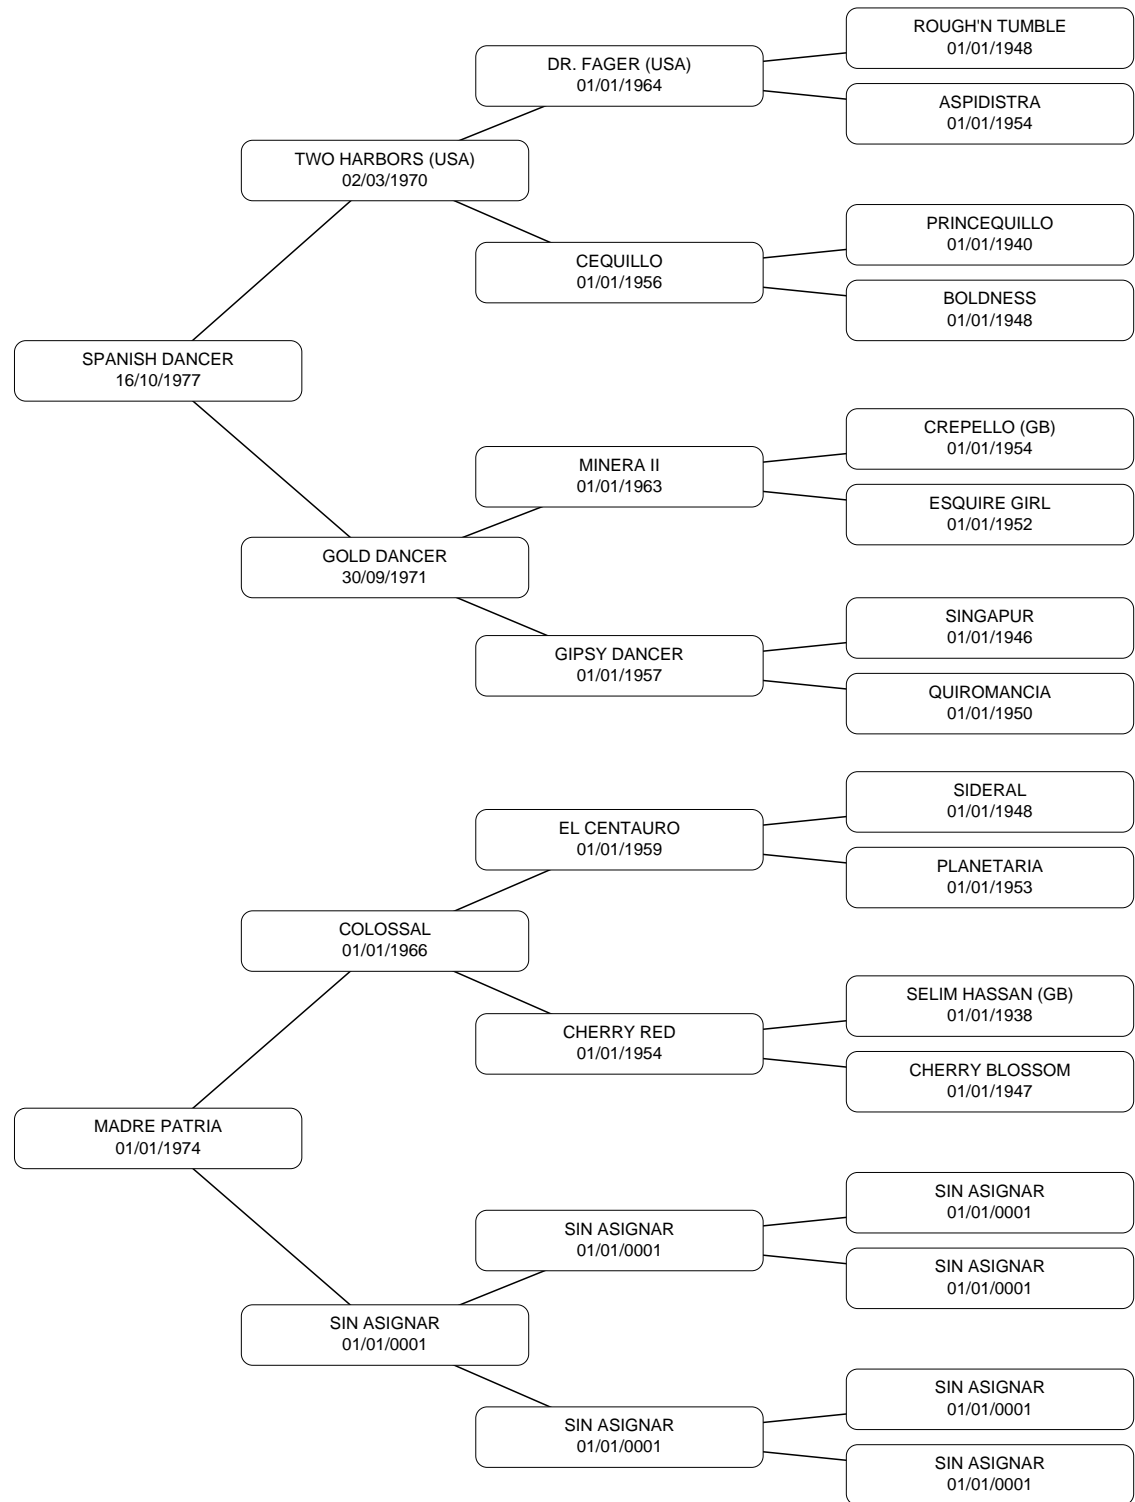 ROUGH'N TUMBLE
01/01/1948
DR. FAGER (USA)
01/01/1964
ASPIDISTRA
01/01/1954
TWO HARBORS (USA)
02/03/1970
PRINCEQUILLO
01/01/1940
CEQUILLO
01/01/1956
BOLDNESS
01/01/1948
SPANISH DANCER
16/10/1977
CREPELLO (GB)
01/01/1954
MINERA II
01/01/1963
ESQUIRE GIRL
01/01/1952
GOLD DANCER
30/09/1971
SINGAPUR
01/01/1946
GIPSY DANCER
01/01/1957
QUIROMANCIA
01/01/1950
SIDERAL
01/01/1948
EL CENTAURO
01/01/1959
PLANETARIA
01/01/1953
COLOSSAL
01/01/1966
SELIM HASSAN (GB)
01/01/1938
CHERRY RED
01/01/1954
CHERRY BLOSSOM
01/01/1947
MADRE PATRIA
01/01/1974
SIN ASIGNAR
01/01/0001
SIN ASIGNAR
01/01/0001
SIN ASIGNAR
01/01/0001
SIN ASIGNAR
01/01/0001
SIN ASIGNAR
01/01/0001
SIN ASIGNAR
01/01/0001
SIN ASIGNAR
01/01/0001